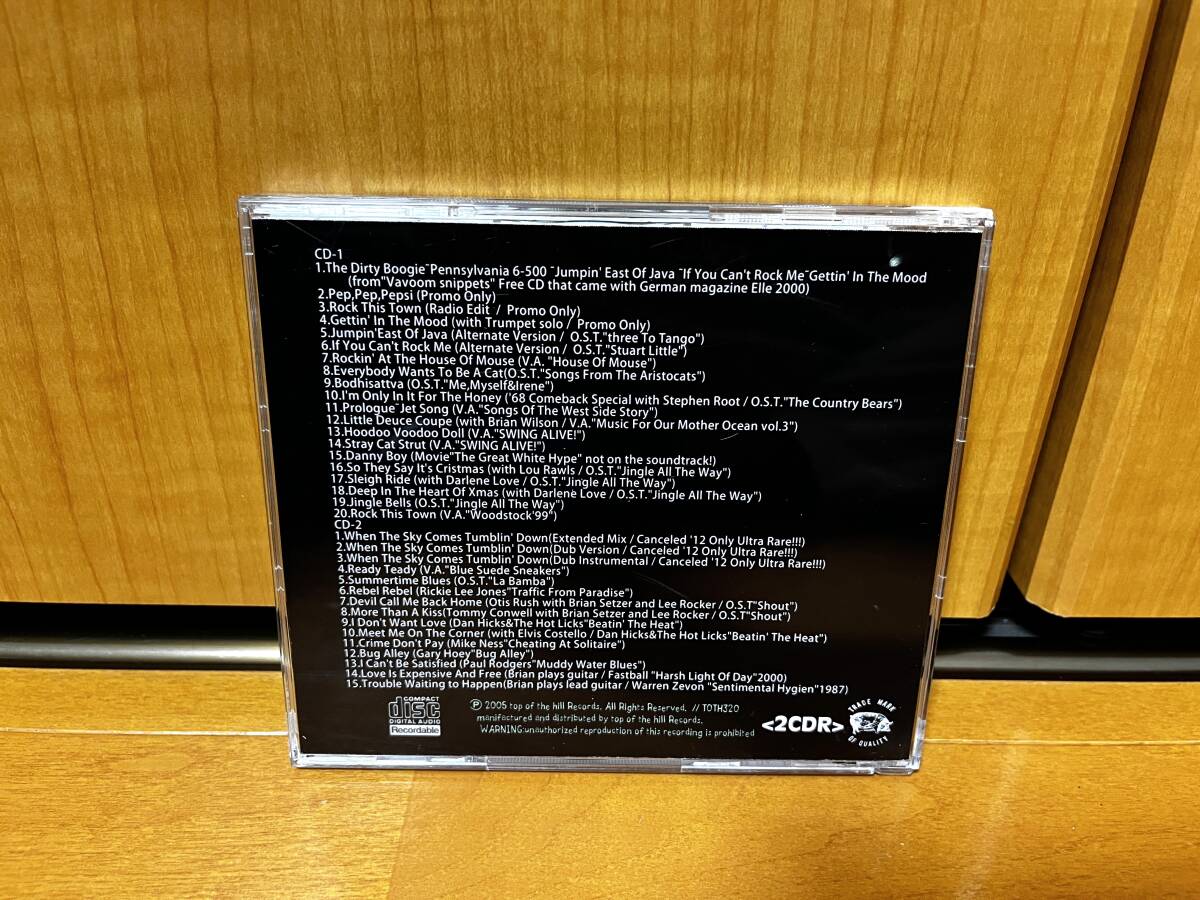 CD-1
1.The Dirty Boogie~Pennsylvania 6-500 ~Jumpin' East Of Java ~If You Can't Rock Me~Gettin' In The Mood
(from"Vavoom snippets" Free CD that came with German magazine Elle 2000)
2.Pep,Pep,Pepsi (Promo Only)
3.Rock This Town (Radio Edit / Promo Only)
4.Gettin' In The Mood (with Trumpet solo / Promo Only)
5.Jumpin'East Of Java (Alternate Version / O.S.T."three To Tango")
6.If You Can't Rock Me (Alternate Version / O.S.T."Stuart Little")
7.Rockin' At The House Of Mouse (V.A. "House Of Mouse")
8.Everybody Wants To Be A Cat(O.S.T."Songs From The Aristocats")
9.Bodhisattva (O.S.T."Me,Myself&Irene")
10.I'm Only In It For The Honey ('68 Comeback Special with Stephen Root / O.S.T."The Country Bears")
11.Prologue~Jet Song (V.A."Songs Of The West Side Story")
12.Little Deuce Coupe (with Brian Wilson / V.A."Music For Our Mother Ocean vol.3")
13.Hoodoo Voodoo Doll (V.A."SWING ALIVE!")
14.Stray Cat Strut (V.A."SWING ALIVE!")
15.Danny Boy (Movie"The Great White Hype" not on the soundtrack!)
16.So They Say It's Cristmas (with Lou Rawls / O.S.T."Jingle All The Way")
17.Sleigh Ride (with Darlene Love / O.S.T."Jingle All The Way")
18.Deep In The Heart Of Xmas (with Darlene Love / O.S.T."Jingle All The Way")
19.Jingle Bells (O.S.T."Jingle All The Way")
20.Rock This Town (V.A."Woodstock'99")
CD-2
1.When The Sky Comes Tumblin' Down(Extended Mix / Canceled '12 Only Ultra Rare!!!)
2.When The Sky Comes Tumblin' Down(Dub Version / Canceled '12 Only Ultra Rare!!!)
3.When The Sky Comes Tumblin' Down(Dub Instrumental / Canceled '12 Only Ultra Rare!!!)
4.Ready Teady (V.A."Blue Suede Sneakers")
5.Summertime Blues (O.S.T."La Bamba")
6.Rebel Rebel (Rickie Lee Jones"Traffic From Paradise")
7.Devil Call Me Back Home (Otis Rush with Brian Setzer and Lee Rocker / O.S.T"Shout")
8.More Than A Kiss(Tommy Conwell with Brian Setzer and Lee Rocker / O.S.T"Shout")
9.I Don't Want Love (Dan Hicks&The Hot Licks"Beatin' The Heat")
10.Meet Me On The Corner (with Elvis Costello / Dan Hicks&The Hot Licks"Beatin' The Heat")
11.Crime Don't Pay (Mike Ness"Cheating At Solitaire")
12.Bug Alley (Gary Hoey"Bug Alley")
13.I Can't Be Satisfied (Paul Rodgers"Muddy Water Blues")
14.Love Is Expensive And Free (Brian plays guitar / Fastball "Harsh Light Of Day"2000)
15.Trouble Waiting to Happen(Brian plays lead guitar / Warren Zevon "Sentimental Hygien"1987)
COMPACT
disc
DIGITAL AUDIO
Recordable
Ⓟ 2005 top of the hill Records. All Rights Reserved. // TOTH320
manifactured and distributed by top of the hill Records.
WARNING:unauthorized reproduction of this recording is prohibited
<2CDR>
TRADE MARK
OF QUALITY